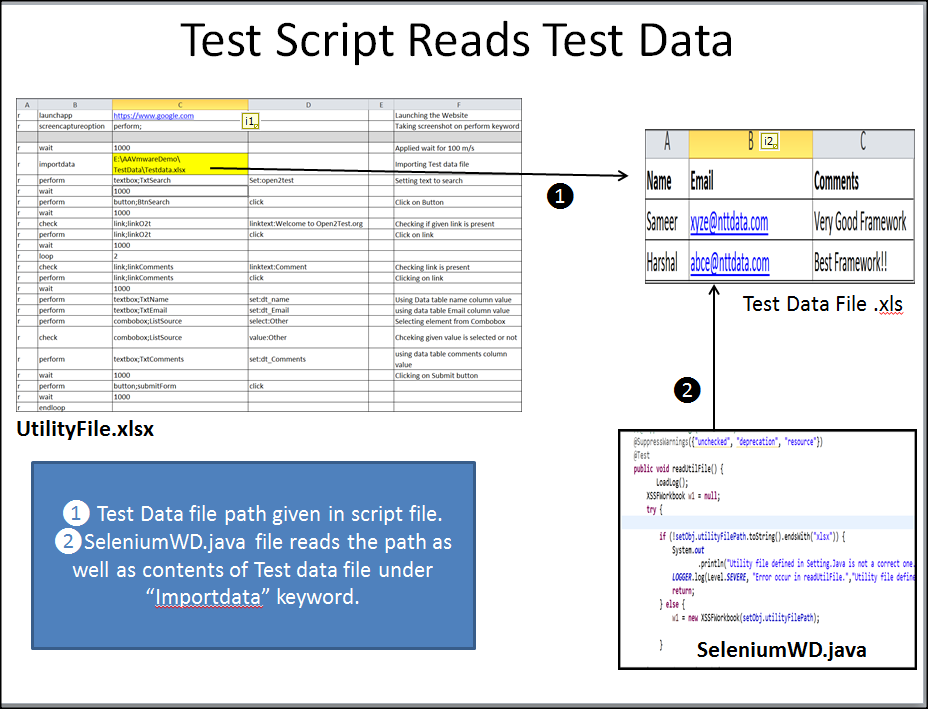 Test Script Reads Test Data
A B C D E F
r launchapp https://www.google.com Launching the Website
r screencaptureoption perform; Taking screenshot on perform keyword
i1
r wait 1000 Applied wait for 100 m/s
r importdata E:\AAVmwareDemo\
TestData\Testdata.xlsx Importing Test data file
r perform textbox;TxtSearch Set:open2test Setting text to search
r wait 1000
r perform button;BtnSearch click Click on Button
r wait 1000
r check link;linkO2t linktext:Welcome to Open2Test.org Checking if given link is present
r perform link;linkO2t click Click on link
r wait 1000
r loop 2
r check link;linkComments linktext:Comment Checking link is present
r perform link;linkComments click Clicking on link
r wait 1000
r perform textbox;TxtName set:dt_name Using Data table name column value
r perform textbox;TxtEmail set:dt_Email using data table Email column value
r perform combobox;ListSource select:Other Selecting element from Combobox
r check combobox;ListSource value:Other Chceking given value is selected or not
r perform textbox;TxtComments set:dt_Comments using data table comments column
value
r wait 1000 Clicking on Submit button
r perform button;submitForm click
r wait 1000
r endloop
UtilityFile.xlsx
1
A B i2 C
Name Email Comments
Sameer xyze@nttdata.com Very Good Framework
Harshal abce@nttdata.com Best Framework!!
Test Data File .xls
2
@SuppressWarnings({"unchecked", "deprecation", "resource"})
@Test
public void readUtilFile() {
LoadLog();
XSSFWorkbook w1 = null;
try {
if (!setObj.utilityFilePath.toString().endsWith("xlsx")) {
System.out
.println("Utility file defined in Setting.Java is not a correct one.
LOGGER.log(Level.SEVERE, "Error occur in readUtilFile.","Utility file define
return;
} else {
w1 = new XSSFWorkbook(setObj.utilityFilePath);
}
SeleniumWD.java
1 Test Data file path given in script file.
2 SeleniumWD.java file reads the path as
well as contents of Test data file under
“Importdata” keyword.